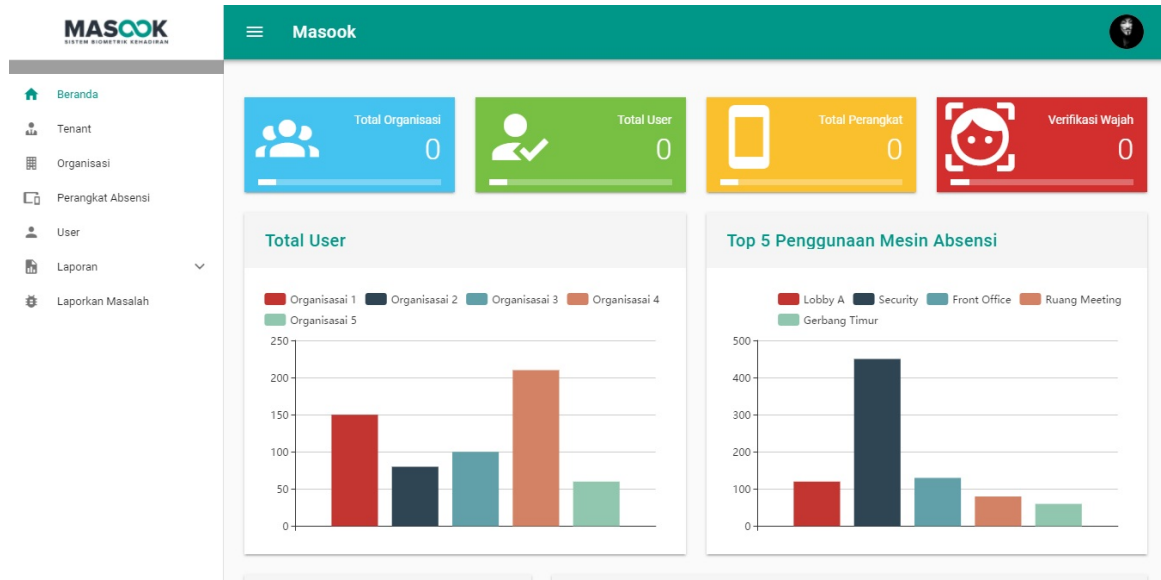 MASOOK
SISTEM BIOMETRIK KEHADIRAN
Masook
Beranda
Tenant
Organisasi
Perangkat Absensi
User
Laporan
Laporkan Masalah
Total Organisasi
0
Total User
0
Total Perangkat
0
Verifikasi Wajah
0
Total User
Organisasai 1 Organisasai 2 Organisasai 3 Organisasai 4
Organisasai 5
250
200
150
100
50
0
Top 5 Penggunaan Mesin Absensi
Lobby A Security Front Office Ruang Meeting
Gerbang Timur
500
400
300
200
100
0